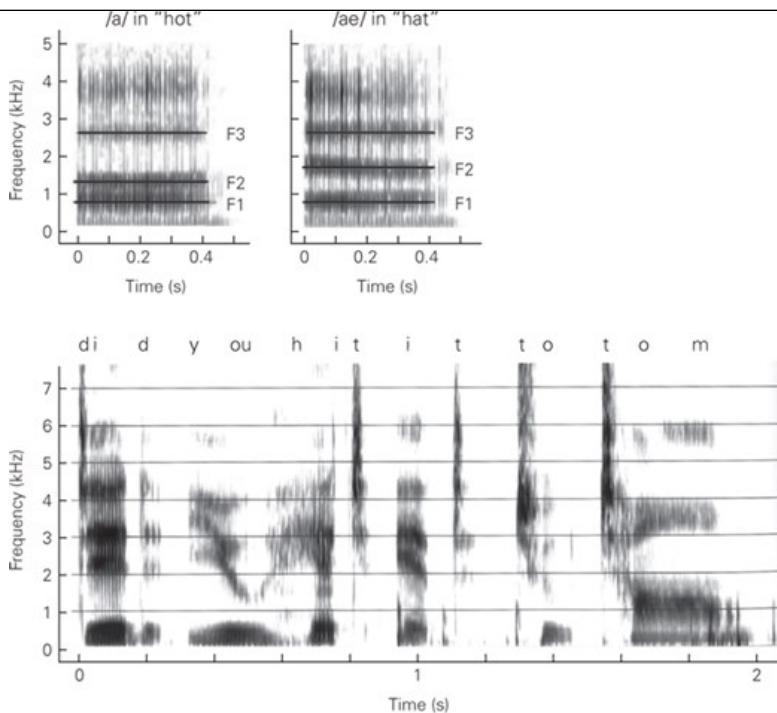 /a/ in "hot"
/ae/ in "hat"
Frequency (kHz)
5
4
3
2
1
0
F3
F2
F1
0 0.2 0.4
Time (s)
F3
F2
F1
0 0.2 0.4
Time (s)
d i d y ou h i t i t t o t o m
Frequency (kHz)
7
6
5
4
3
2
1
0
0 1 2
Time (s)